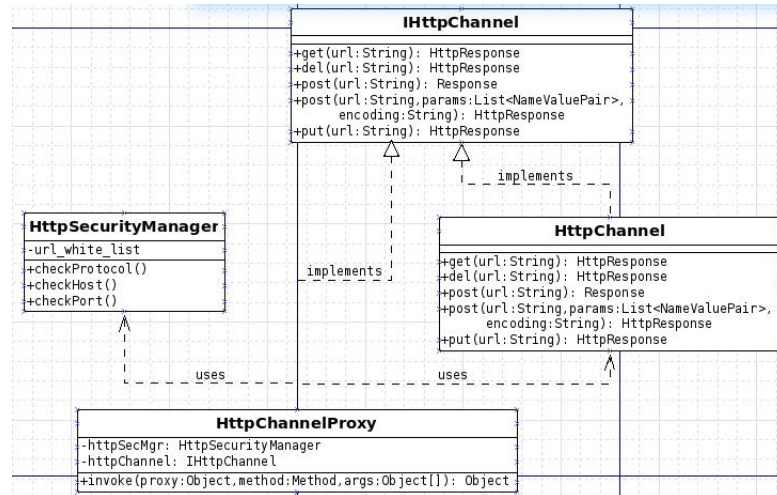 IHttpChannel
+get(url:String): HttpResponse
+del(url:String): HttpResponse
+post(url:String): Response
+post(url:String,params:List<NameValuePair>,
encoding:String): HttpResponse
+put(url:String): HttpResponse
implements
HttpSecurityManager
-url_white_list
+checkProtocol()
+checkHost()
+checkPort()
implements
HttpChannel
+get(url:String): HttpResponse
+del(url:String): HttpResponse
+post(url:String): Response
+post(url:String,params:List<NameValuePair>,
encoding:String): HttpResponse
+put(url:String): HttpResponse
uses
uses
HttpChannelProxy
-httpSecMgr: HttpSecurityManager
-httpChannel: IHttpChannel
+invoke(proxy:Object,method:Method,args:Object[]): Object